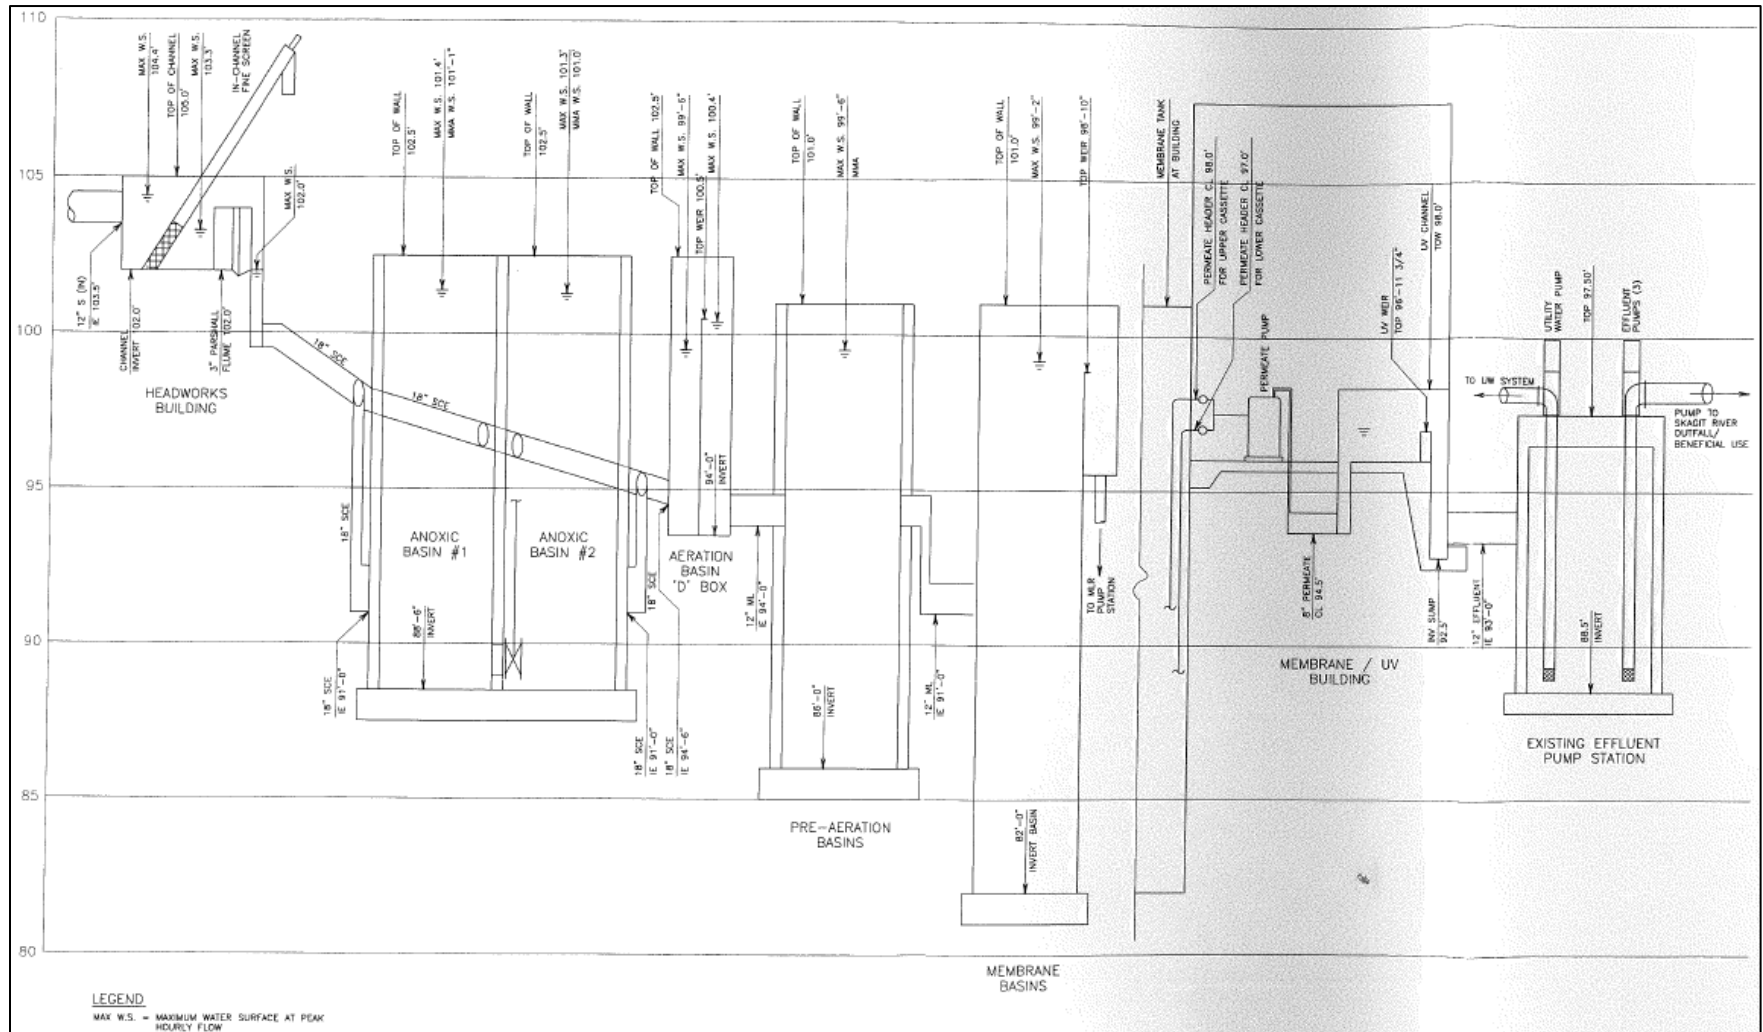 110
105
100
95
90
85
80
MAX W.S.
104.4'
TOP OF CHANNEL
105.0'
MAX W.S.
103.3'
IN-CHANNEL
FINE SCREEN
MAX W.S.
102.0'
12" S (IN)
IE 103.5'
CHANNEL
INVERT 102.0'
3" PARSHALL
FLUME 102.0'
HEADWORKS
BUILDING
18" SCE
18" SCE
TOP OF WALL
102.5'
MAX W.S. 101.4'
MMA W.S. 101'-1"
TOP OF WALL
102.5'
MAX W.S. 101.3'
MMA W.S. 101.0'
18" SCE
ANOXIC
BASIN #1
ANOXIC
BASIN #2
88'-6"
INVERT
18" SCE
IE 91'-0"
18" SCE
18" SCE
IE 91'-0"
18" SCE
IE 94'-6"
TOP OF WALL 102.5'
MAX W.S. 99'-6"
TOP WEIR 100.5'
MAX W.S. 100.4'
94'-0"
INVERT
AERATION
BASIN
'D' BOX
12" ML
IE 94'-0"
TOP OF WALL
101.0'
MAX W.S. 99'-6"
MMA
86'-0"
INVERT
12" ML
IE 91'-0"
PRE-AERATION
BASINS
TOP OF WALL
101.0'
MAX W.S. 99'-2"
TOP WEIR 98'-10"
TO MLR
PUMP
STATION
82'-0"
INVERT BASIN
MEMBRANE
BASINS
MEMBRANE TANK
AT BUILDING
PERMEATE HEADER CL 98.0'
FOR UPPER CASSETTE
PERMEATE HEADER CL 97.0'
FOR LOWER CASSETTE
PERMEATE PUMP
8" PERMEATE
CL 94.5'
UV WEIR
TOP 96'-11 3/4"
UV CHANNEL
TOW 98.0'
INV SUMP
92.5'
12" EFFLUENT
IE 93'-0"
MEMBRANE / UV
BUILDING
UTILITY
WATER PUMP
TOP 97.50'
EFFLUENT
PUMPS (3)
TO UW SYSTEM
PUMP TO
SKAGIT RIVER
OUTFALL/
BENEFICIAL USE
88.5'
INVERT
EXISTING EFFLUENT
PUMP STATION
LEGEND
MAX W.S. = MAXIMUM WATER SURFACE AT PEAK
HOURLY FLOW